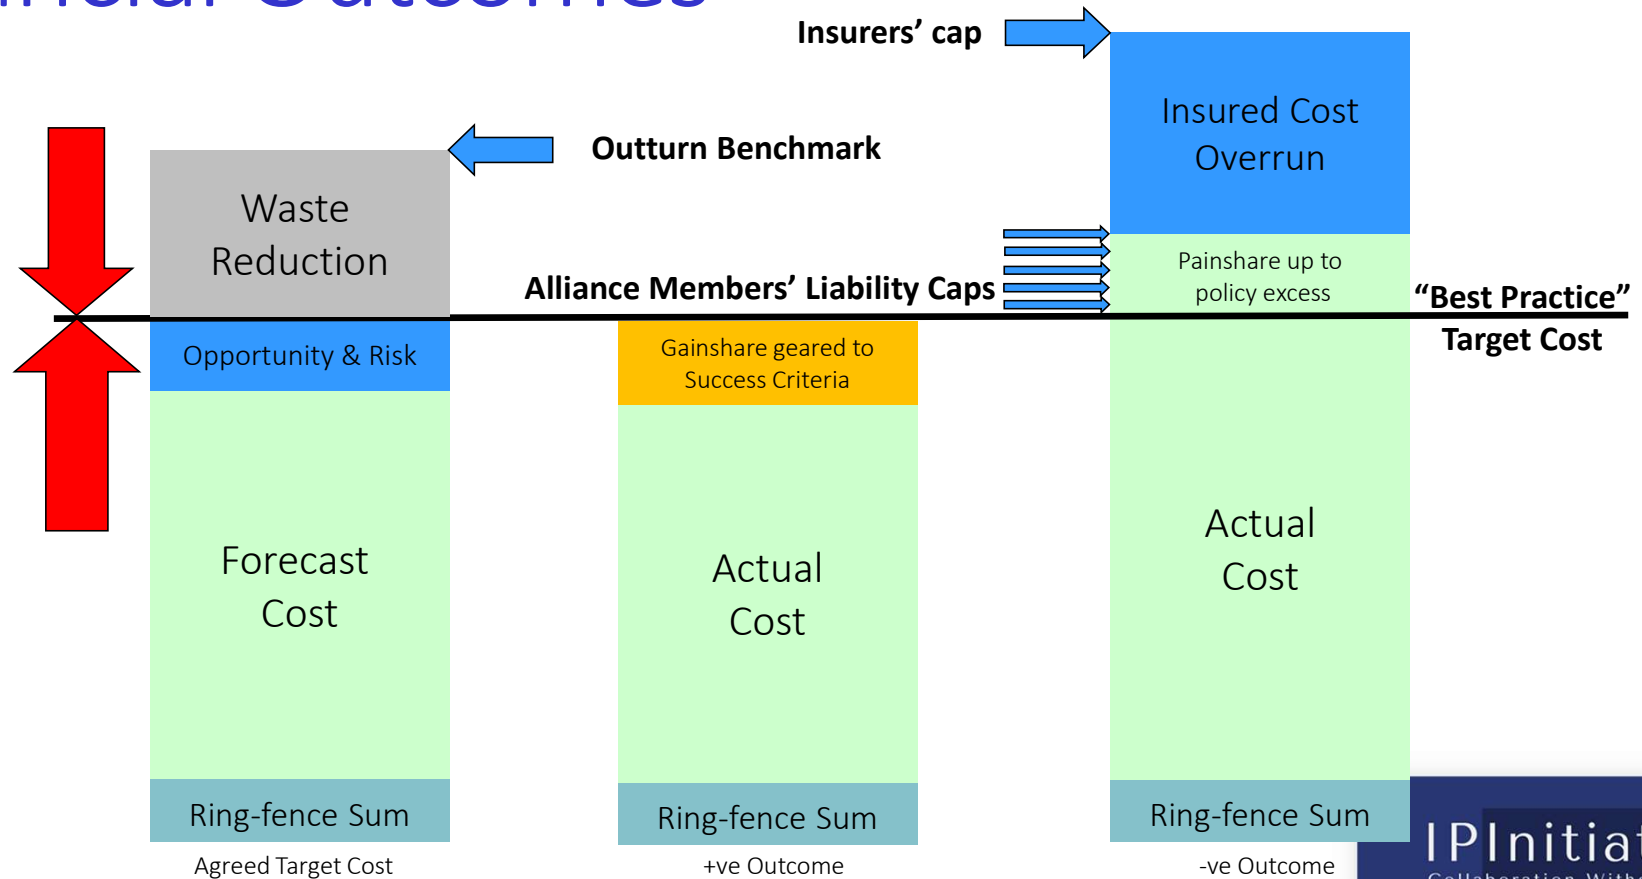 Outcomes
Insurers’ cap
Outturn Benchmark
Waste
Reduction
Insured Cost
Overrun
Alliance Members’ Liability Caps
Painshare up to
policy excess
“Best Practice”
Target Cost
Opportunity & Risk
Gainshare geared to
Success Criteria
Forecast
Cost
Actual
Cost
Actual
Cost
Ring-fence Sum
Ring-fence Sum
Ring-fence Sum
Agreed Target Cost
+ve Outcome
-ve Outcome
IPInitiat